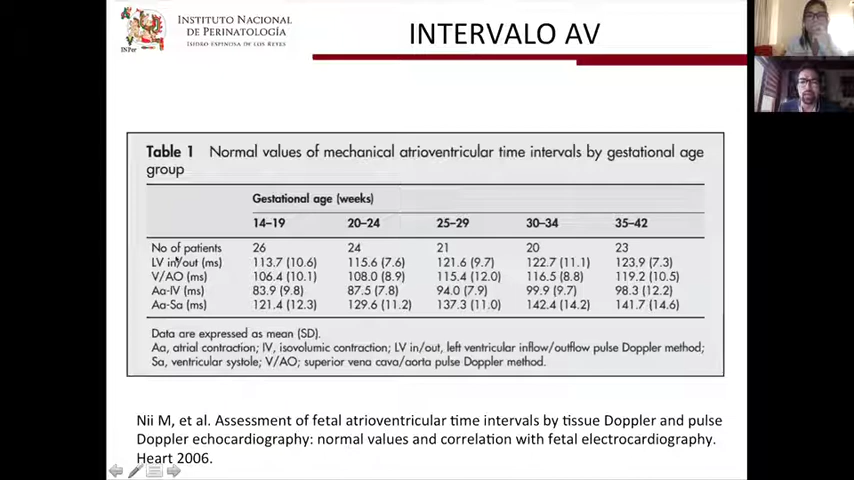 INSTITUTO NACIONAL
DE PERINATOLOGÍA
ISIDRO ESPINOSA DE LOS REYES
INPer
INTERVALO AV
Table 1 Normal values of mechanical atrioventricular time intervals by gestational age
group
Gestational age (weeks)
14–19 20–24 25–29 30–34 35–42
No of patients 26 24 21 20 23
LV in/out (ms) 113.7 (10.6) 115.6 (7.6) 121.6 (9.7) 122.7 (11.1) 123.9 (7.3)
V/AO (ms) 106.4 (10.1) 108.0 (8.9) 115.4 (12.0) 116.5 (8.8) 119.2 (10.5)
Aa-IV (ms) 83.9 (9.8) 87.5 (7.8) 94.0 (7.9) 99.9 (9.7) 98.3 (12.2)
Aa-Sa (ms) 121.4 (12.3) 129.6 (11.2) 137.3 (11.0) 142.4 (14.2) 141.7 (14.6)
Data are expressed as mean (SD).
Aa, atrial contraction; IV, isovolumic contraction; LV in/out, left ventricular inflow/outflow pulse Doppler method;
Sa, ventricular systole; V/AO; superior vena cava/aorta pulse Doppler method.
Nii M, et al. Assessment of fetal atrioventricular time intervals by tissue Doppler and pulse
Doppler echocardiography: normal values and correlation with fetal electrocardiography.
Heart 2006.